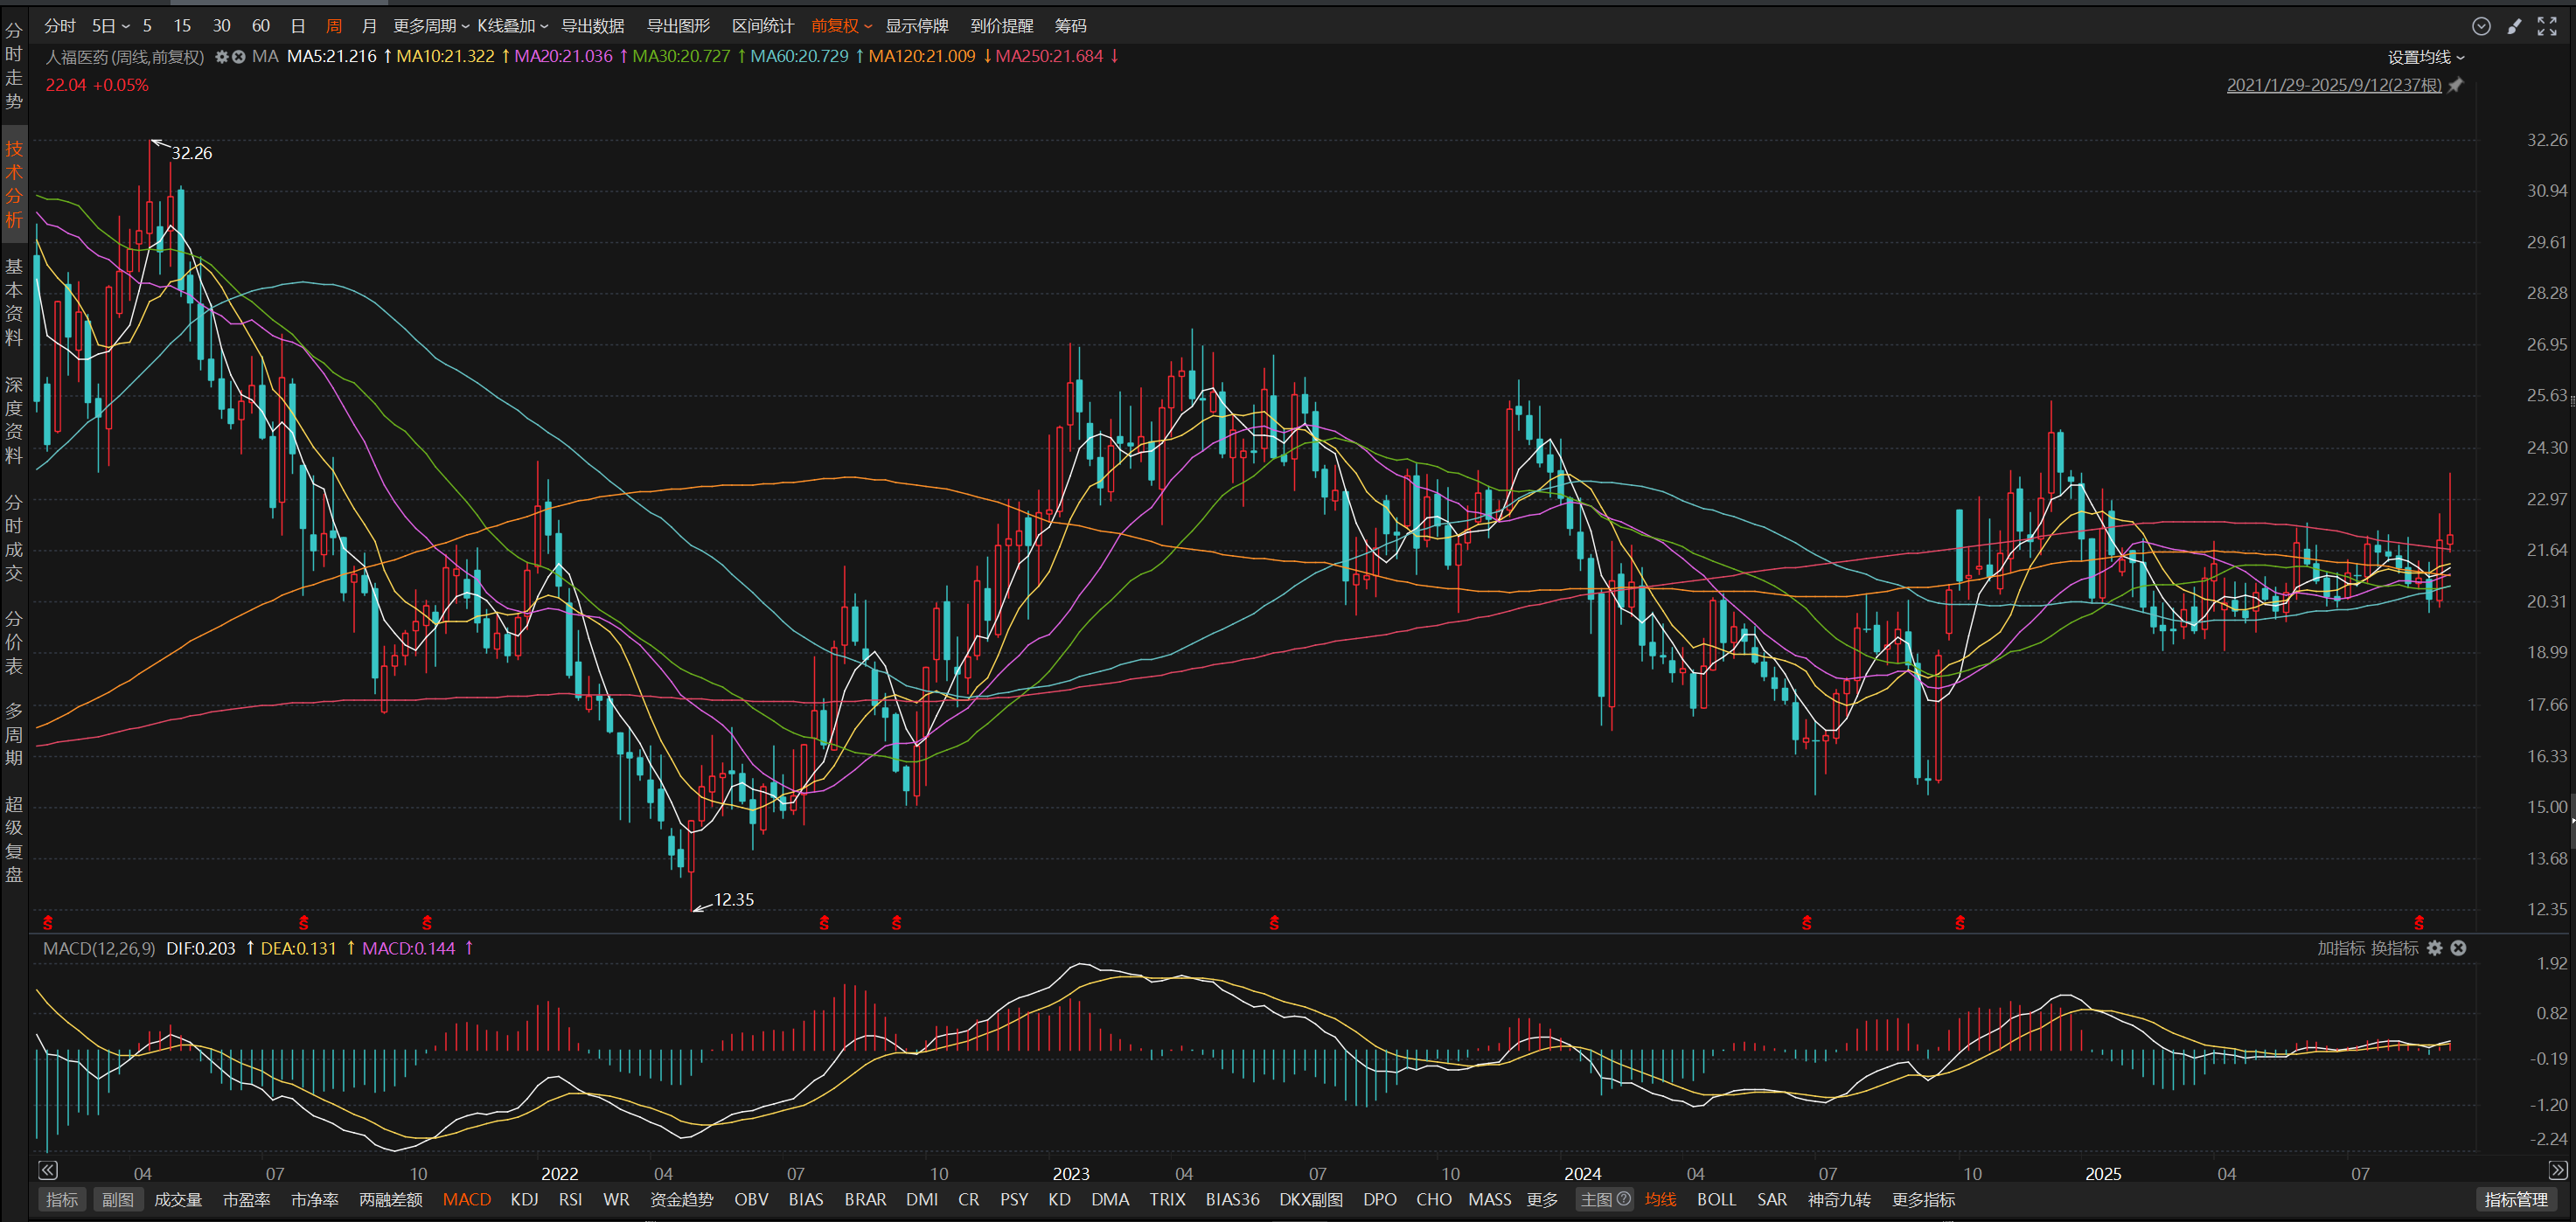 分时 5日 5 15 30 60 日 周 月 更多周期 K线叠加 导出数据 导出图形 区间统计 前复权 显示停牌 到价提醒 筹码
分时走势
技术分析
基本资料
深度资料
分时成交
分价表
多周期
超级复盘
人福医药(周线,前复权) MA MA5:21.216 ↑ MA10:21.322 ↑ MA20:21.036 ↑ MA30:20.727 ↑ MA60:20.729 ↑ MA120:21.009 ↓ MA250:21.684 ↓ 设置均线
22.04 +0.05% 2021/1/29-2025/9/12(237根)
32.26
32.26
30.94
29.61
28.28
26.95
25.63
24.30
22.97
21.64
20.31
18.99
17.66
16.33
15.00
13.68
12.35
12.35
S S S S S S S S S
MACD(12,26,9) DIF:0.203 ↑ DEA:0.131 ↑ MACD:0.144 ↑ 加指标 换指标
1.92
0.82
-0.19
-1.20
-2.24
04 07 10 2022 04 07 10 2023 04 07 10 2024 04 07 10 2025 04 07
指标 副图 成交量 市盈率 市净率 两融差额 MACD KDJ RSI WR 资金趋势 OBV BIAS BRAR DMI CR PSY KD DMA TRIX BIAS36 DKX副图 DPO CHO MASS 更多 主图? 均线 BOLL SAR 神奇九转 更多指标 指标管理